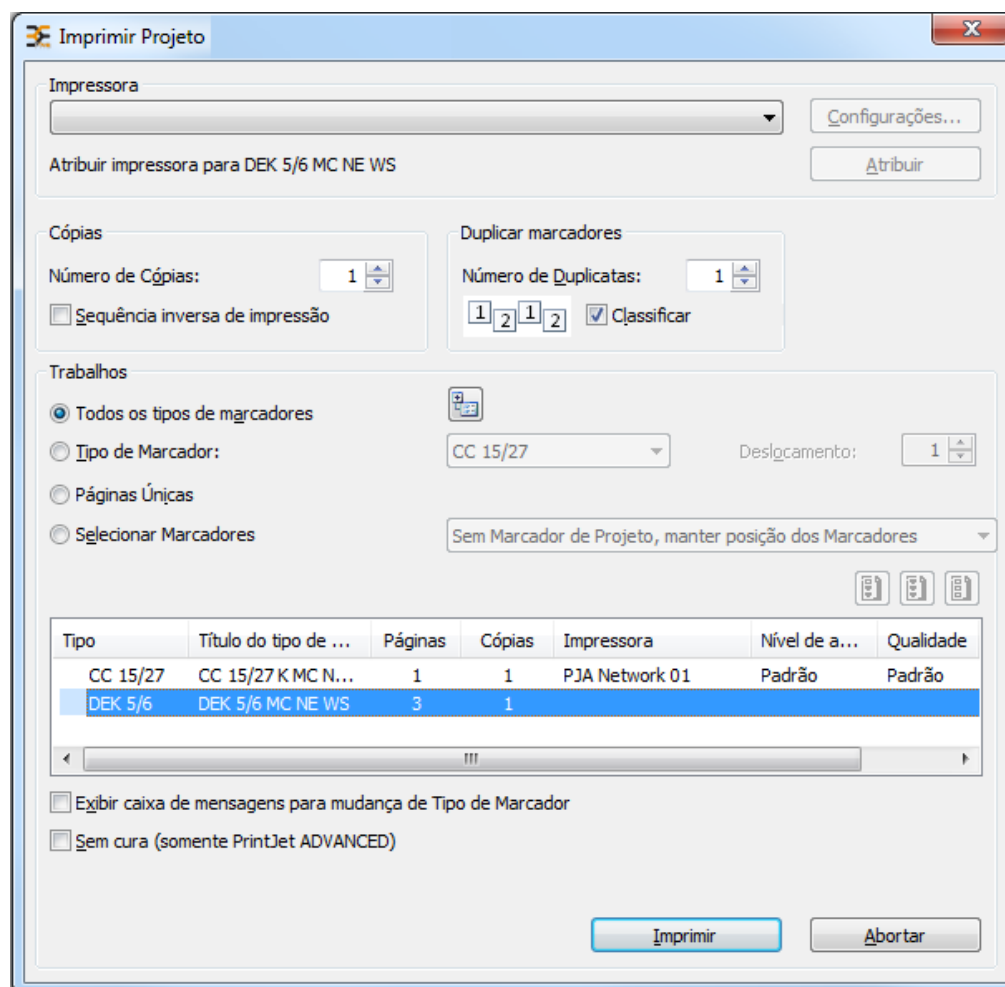 Imprimir Projeto
Impressora
Configurações...
Atribuir impressora para DEK 5/6 MC NE WS
Atribuir
Cópias
Número de Cópias: 1
Sequência inversa de impressão
Duplicar marcadores
Número de Duplicatas: 1
1 2 1 2 Classificar
Trabalhos
Todos os tipos de marcadores
Tipo de Marcador: CC 15/27 Deslocamento: 1
Páginas Únicas
Selecionar Marcadores Sem Marcador de Projeto, manter posição dos Marcadores
Tipo Título do tipo de ... Páginas Cópias Impressora Nível de a... Qualidade
CC 15/27 CC 15/27 K MC N... 1 1 PJA Network 01 Padrão Padrão
DEK 5/6 DEK 5/6 MC NE WS 3 1
Exibir caixa de mensagens para mudança de Tipo de Marcador
Sem cura (somente PrintJet ADVANCED)
Imprimir Abortar